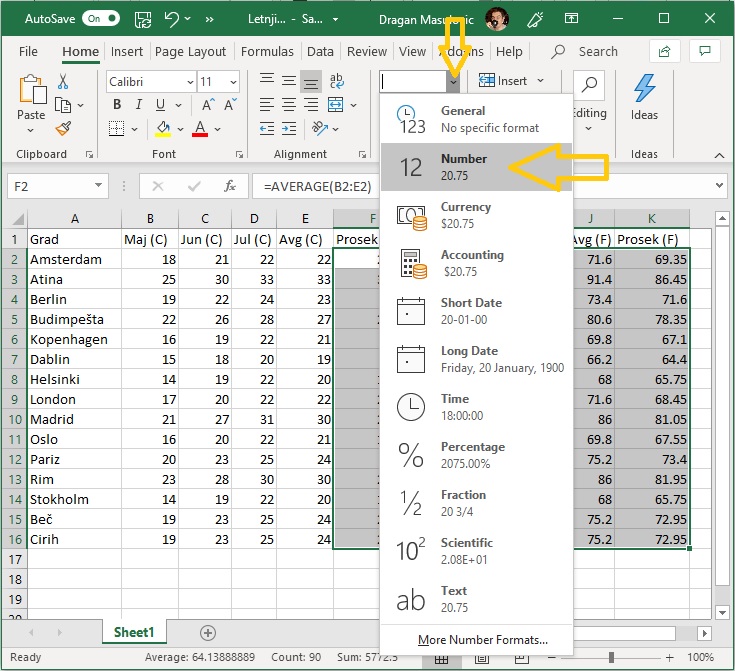 AutoSave On Letnji... - Sa... Dragan Masulovic
File Home Insert Page Layout Formulas Data Review View Add-ins Help Search
Paste
Calibri 11
B I U
ab
Insert
Editing
Ideas
Clipboard Font Alignment Ideas
F2 fx =AVERAGE(B2:E2)
General
123 No specific format
12 Number
20.75
Currency
$20.75
Accounting
$20.75
Short Date
20-01-00
Long Date
Friday, 20 January, 1900
Time
18:00:00
% Percentage
2075.00%
1/2 Fraction
20 3/4
10² Scientific
2.08E+01
ab Text
20.75
More Number Formats...
A B C D E F J K
1 Grad Maj (C) Jun (C) Jul (C) Avg (C) Prosek Avg (F) Prosek (F)
2 Amsterdam 18 21 22 22 71.6 69.35
3 Atina 25 30 33 33 91.4 86.45
4 Berlin 19 22 24 23 73.4 71.6
5 Budimpešta 22 26 28 27 80.6 78.35
6 Kopenhagen 16 19 22 21 69.8 67.1
7 Dablin 15 18 20 19 66.2 64.4
8 Helsinki 14 19 22 20 68 65.75
9 London 17 20 22 22 71.6 68.45
10 Madrid 21 27 31 30 86 81.05
11 Oslo 16 20 22 21 69.8 67.55
12 Pariz 20 23 25 24 75.2 73.4
13 Rim 23 28 30 30 86 81.95
14 Stokholm 14 19 22 20 68 65.75
15 Beč 19 23 25 24 75.2 72.95
16 Cirih 19 23 25 24 75.2 72.95
17
18
19
Sheet1
Ready Average: 64.13888889 Count: 90 Sum: 5772.5 100%